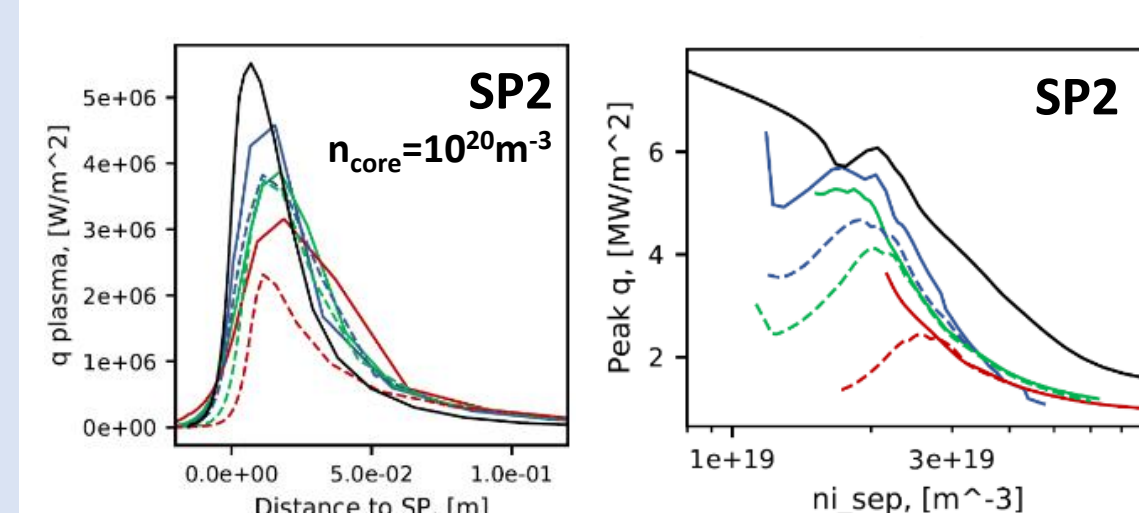 SP2
n_core=10^20m^-3
5e+06
4e+06
3e+06
2e+06
1e+06
0e+00
q plasma, [W/m^2]
0.0e+00 5.0e-02 1.0e-01
Distance to SP, [m]
SP2
6
4
2
Peak q, [MW/m^2]
1e+19 3e+19
ni_sep, [m^-3]